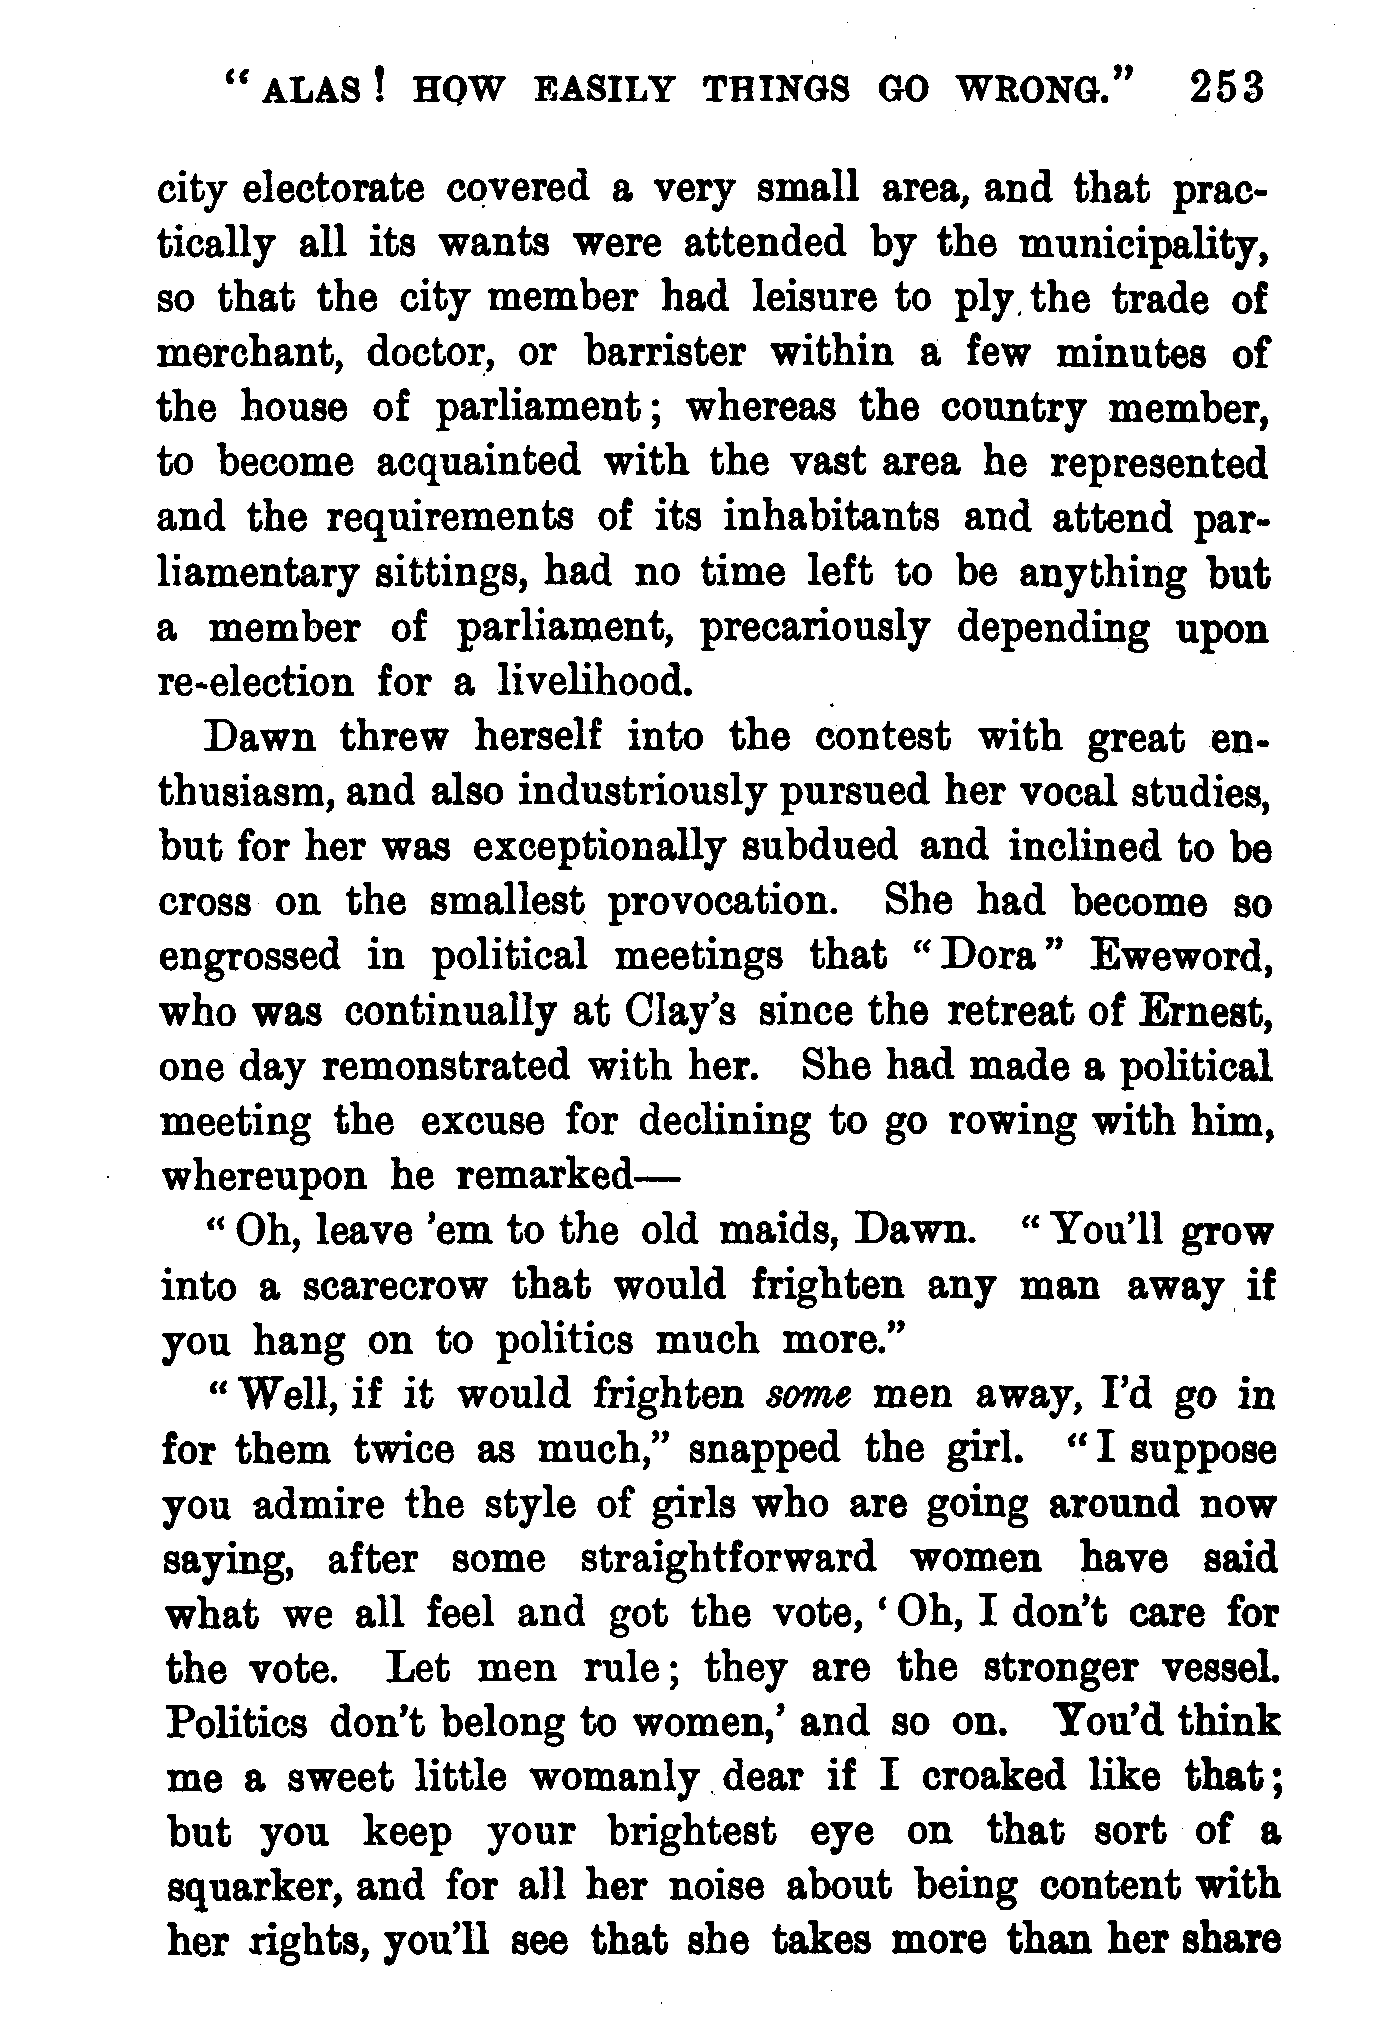 "ALAS! HOW EASILY THINGS GO WRONG." 253
city electorate covered a very small area, and that prac-
tically all its wants were attended by the municipality,
so that the city member had leisure to ply the trade of
merchant, doctor, or barrister within a few minutes of
the house of parliament; whereas the country member,
to become acquainted with the vast area he represented
and the requirements of its inhabitants and attend par-
liamentary sittings, had no time left to be anything but
a member of parliament, precariously depending upon
re-election for a livelihood.
Dawn threw herself into the contest with great en-
thusiasm, and also industriously pursued her vocal studies,
but for her was exceptionally subdued and inclined to be
cross on the smallest provocation. She had become so
engrossed in political meetings that "Dora" Eweword,
who was continually at Clay's since the retreat of Ernest,
one day remonstrated with her. She had made a political
meeting the excuse for declining to go rowing with him,
whereupon he remarked—
"Oh, leave 'em to the old maids, Dawn. "You'll grow
into a scarecrow that would frighten any man away if
you hang on to politics much more."
"Well, if it would frighten some men away, I'd go in
for them twice as much," snapped the girl. "I suppose
you admire the style of girls who are going around now
saying, after some straightforward women have said
what we all feel and got the vote, 'Oh, I don't care for
the vote. Let men rule; they are the stronger vessel.
Politics don't belong to women,' and so on. You'd think
me a sweet little womanly dear if I croaked like that;
but you keep your brightest eye on that sort of a
squarker, and for all her noise about being content with
her rights, you'll see that she takes more than her share